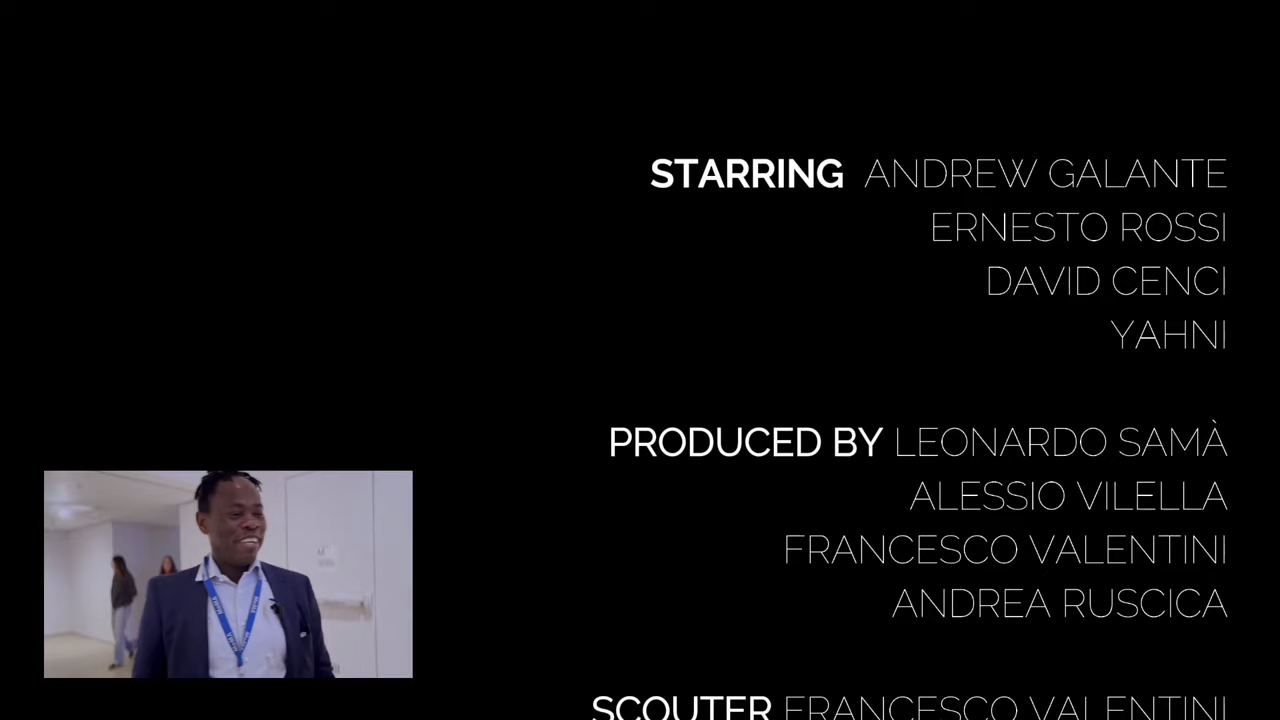 STARRING ANDREW GALANTE
ERNESTO ROSSI
DAVID CENCI
YAHNI
PRODUCED BY LEONARDO SAMÀ
ALESSIO VILELLA
FRANCESCO VALENTINI
ANDREA RUSCICA
SCOUTER FRANCESCO VALENTINI